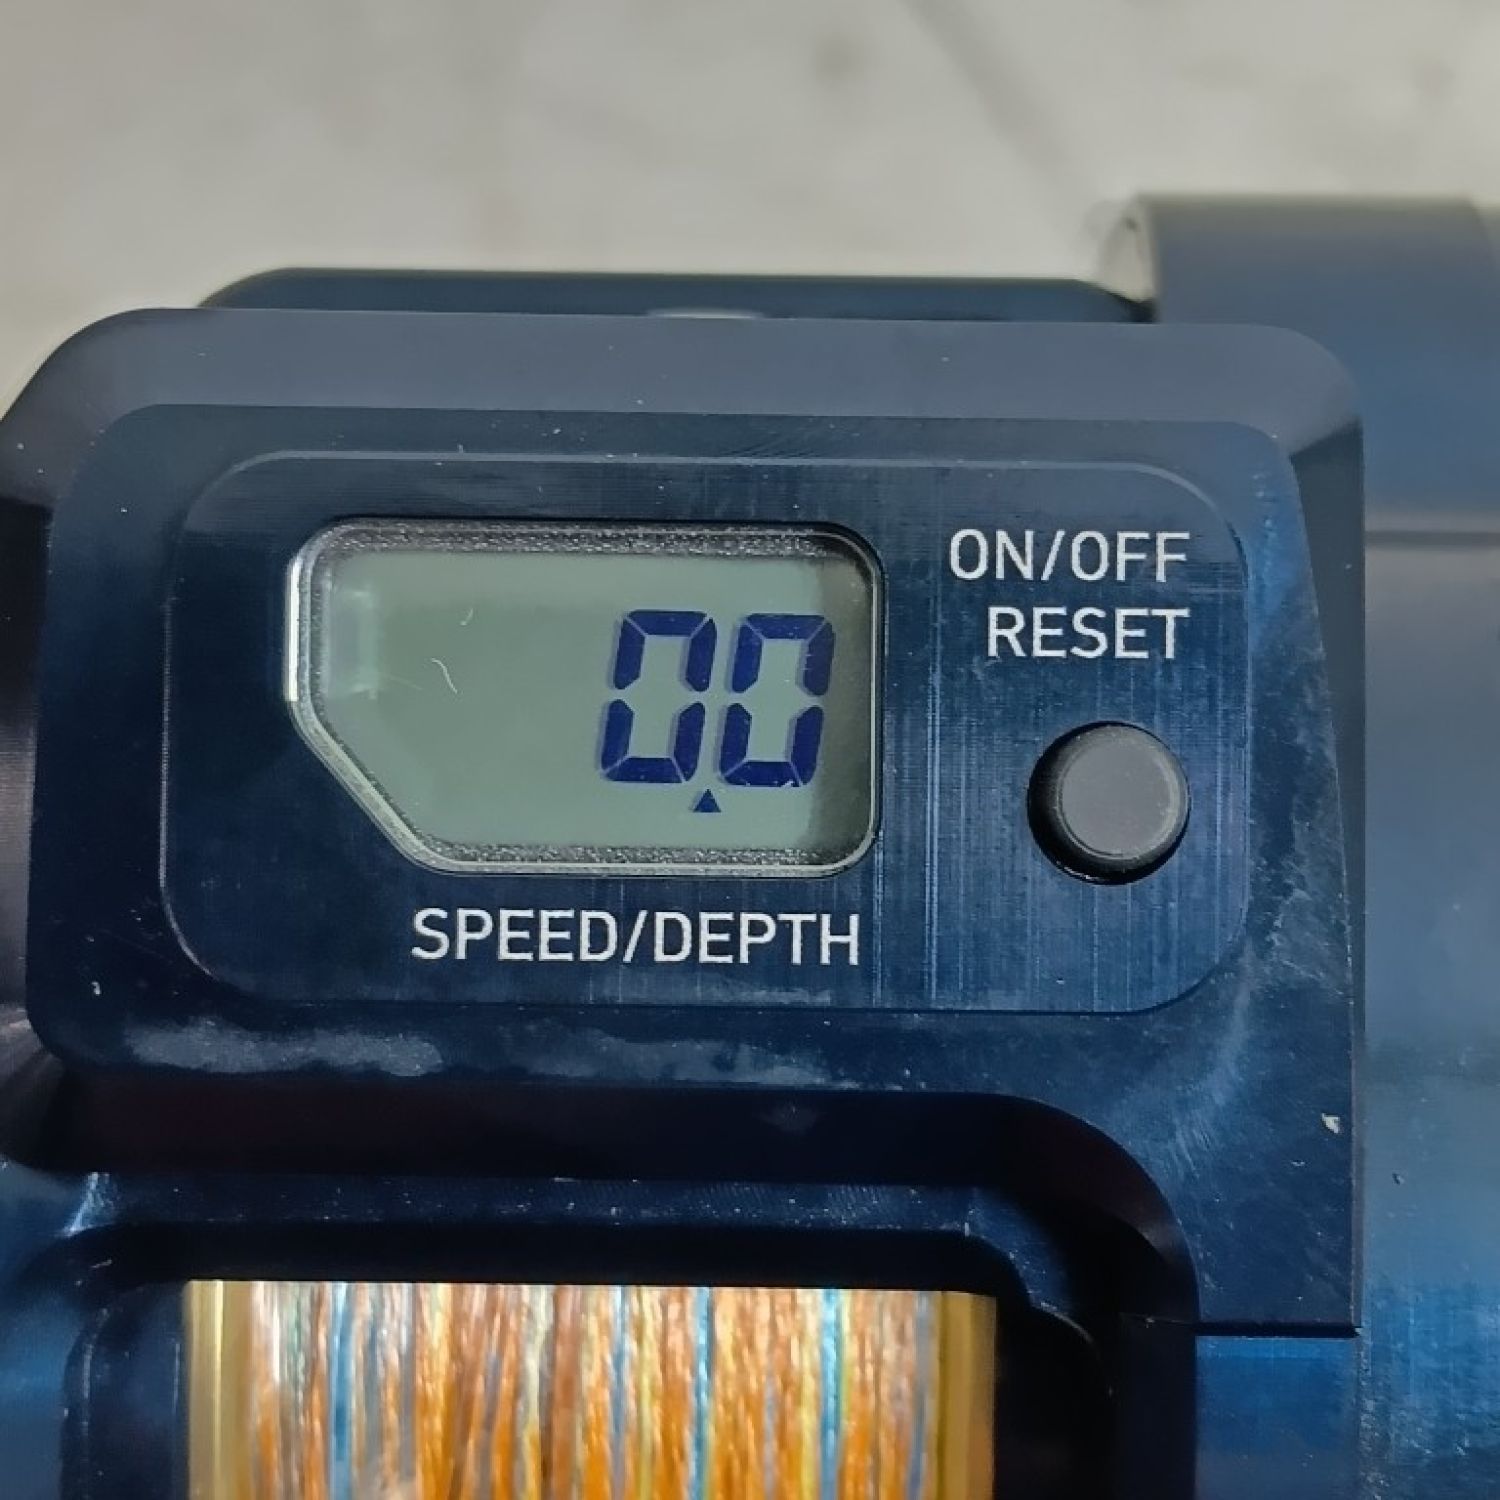 ON/OFF
RESET
0.0
SPEED/DEPTH